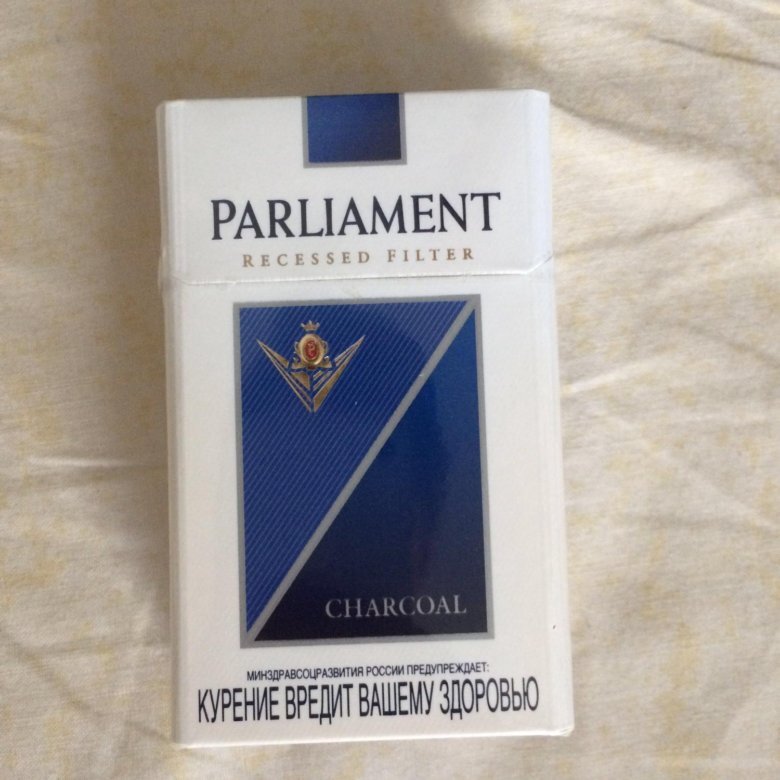 PARLIAMENT
RECESSED FILTER
CHARCOAL
МИНЗДРАВСОЦРАЗВИТИЯ РОССИИ ПРЕДУПРЕЖДАЕТ:
КУРЕНИЕ ВРЕДИТ ВАШЕМУ ЗДОРОВЬЮ